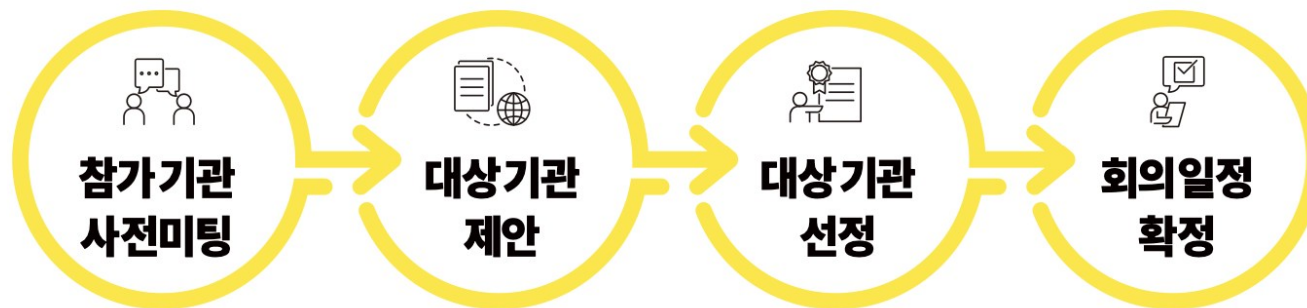 참가기관
사전미팅
대상기관
제안
대상기관
선정
회의일정
확정